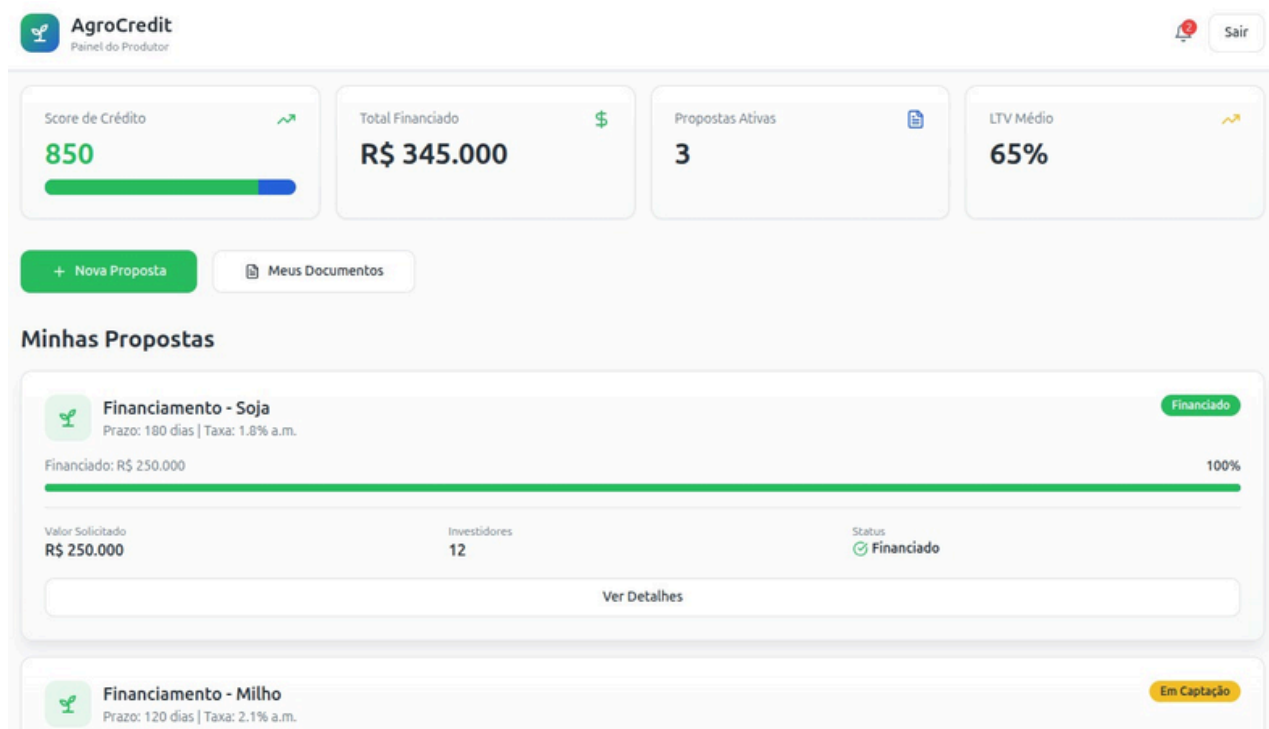 AgroCredit
Painel do Produtor
2
Sair
Score de Crédito
850
Total Financiado
$
R$ 345.000
Propostas Ativas
3
LTV Médio
65%
+ Nova Proposta
Meus Documentos
Minhas Propostas
Financiamento - Soja
Prazo: 180 dias | Taxa: 1.8% a.m.
Financiado
Financiado: R$ 250.000
100%
Valor Solicitado
R$ 250.000
Investidores
12
Status
Financiado
Ver Detalhes
Financiamento - Milho
Prazo: 120 dias | Taxa: 2.1% a.m.
Em Captação